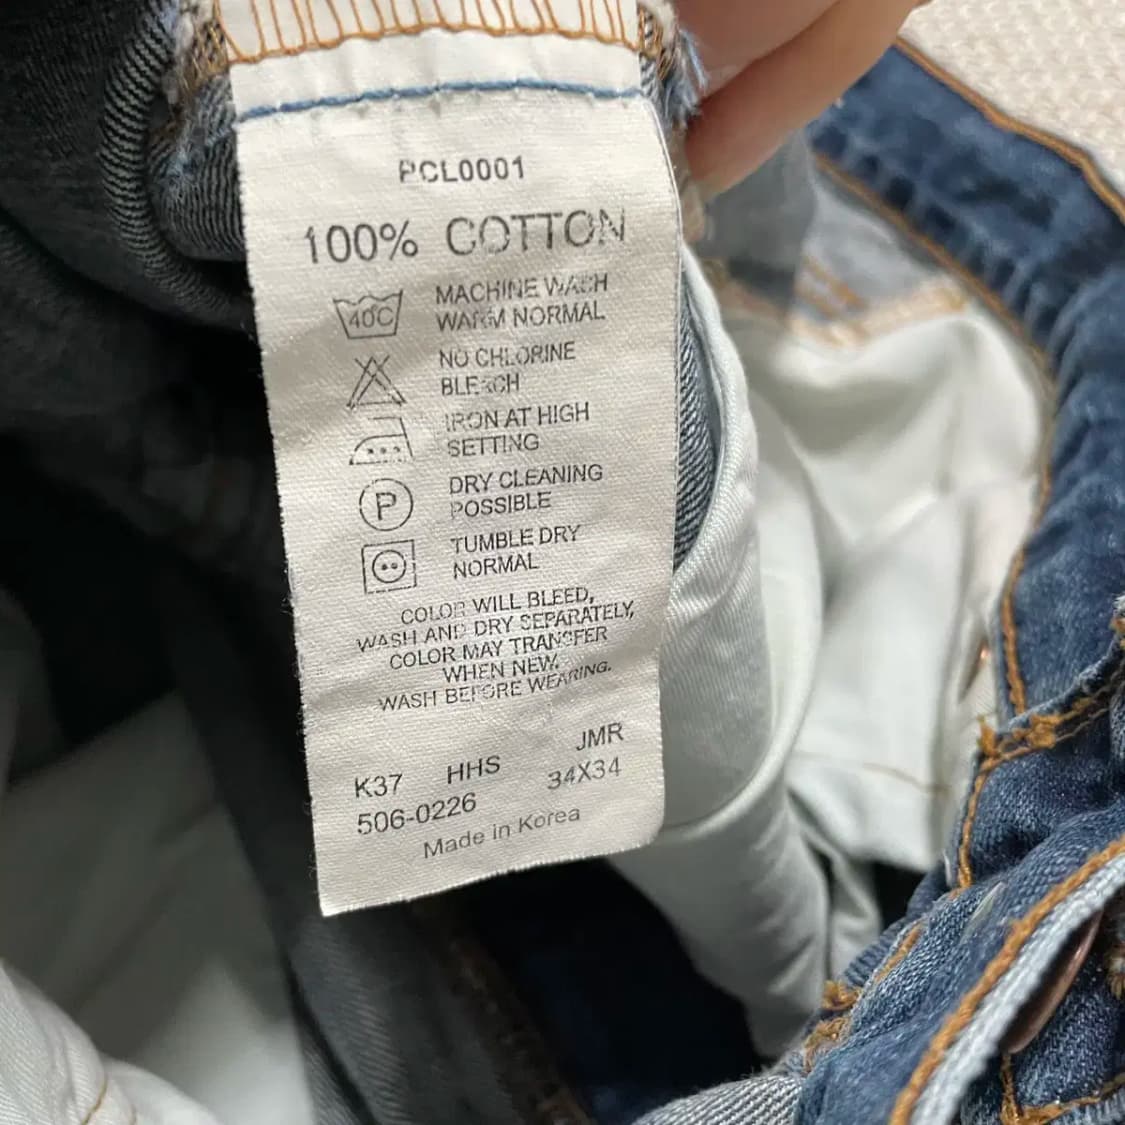 PCL0001
100% COTTON
40C
MACHINE WASH
WARM NORMAL
NO CHLORINE
BLEACH
IRON AT HIGH
SETTING
P
DRY CLEANING
POSSIBLE
TUMBLE DRY
NORMAL
COLOR WILL BLEED,
WASH AND DRY SEPARATELY,
COLOR MAY TRANSFER
WHEN NEW.
WASH BEFORE WEARING.
JMR
K37 HHS 34X34
506-0226
Made in Korea